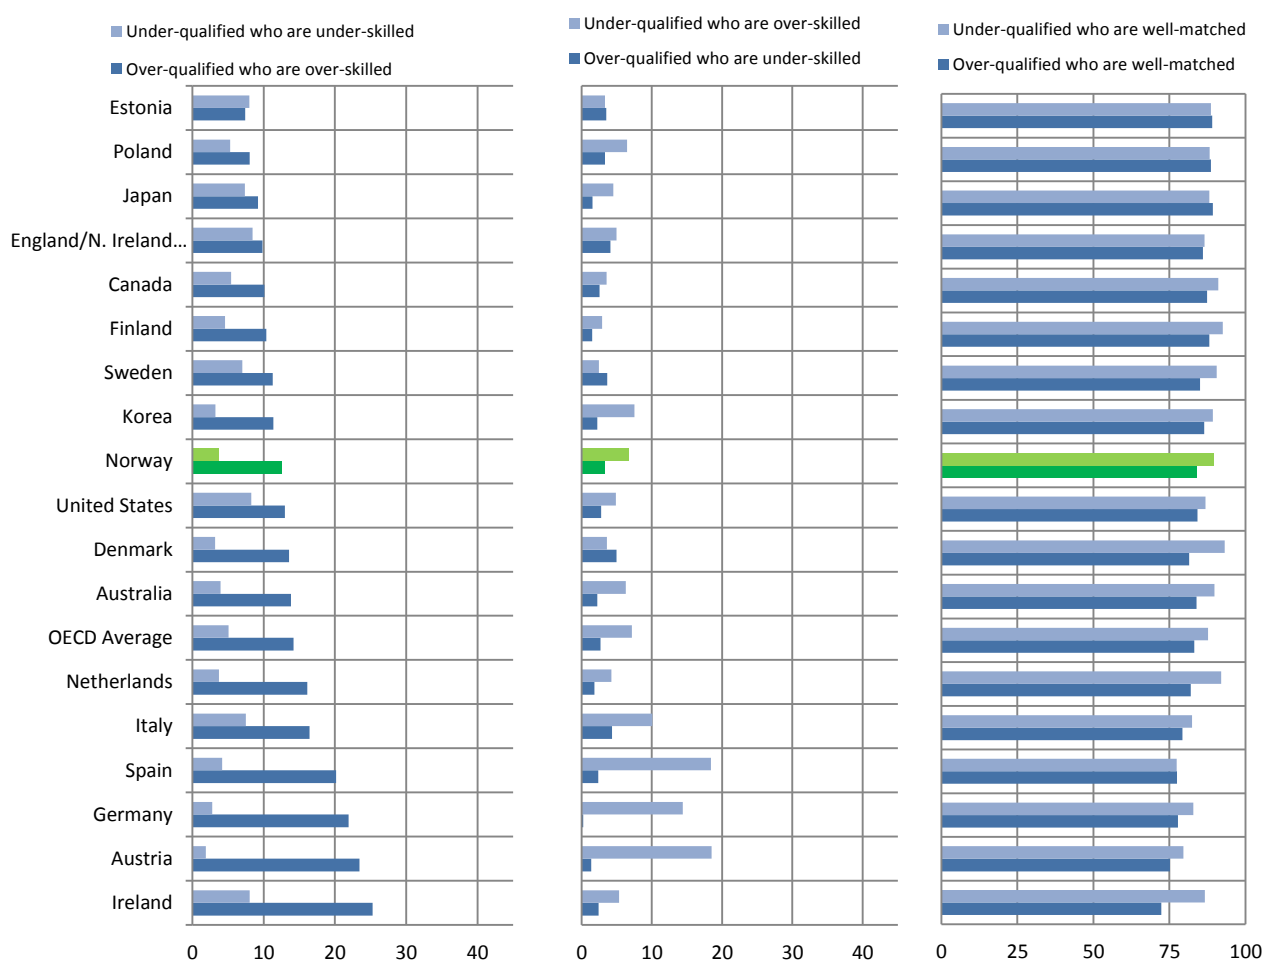 Under-qualified who are under-skilled
Over-qualified who are over-skilled
Under-qualified who are over-skilled
Over-qualified who are under-skilled
Under-qualified who are well-matched
Over-qualified who are well-matched
Estonia
Poland
Japan
England/N. Ireland...
Canada
Finland
Sweden
Korea
Norway
United States
Denmark
Australia
OECD Average
Netherlands
Italy
Spain
Germany
Austria
Ireland
0 10 20 30 40
0 10 20 30 40
0 25 50 75 100